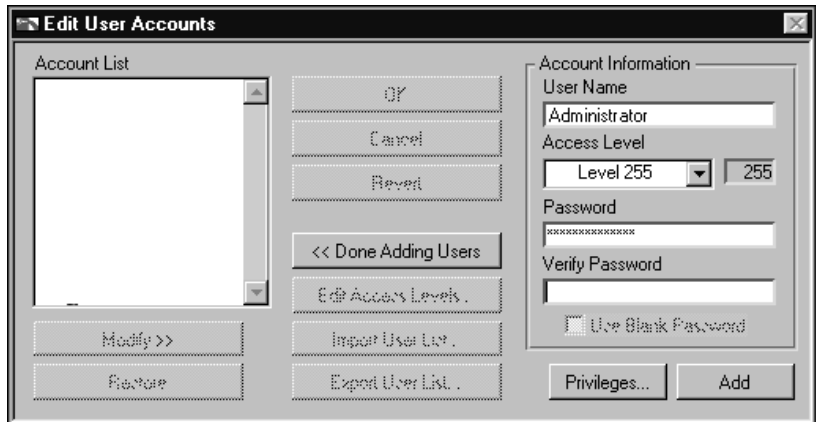 Edit User Accounts
Account List
OK
Cancel
Revert
<< Done Adding Users
Edit Access Levels..
Import User List..
Export User List..
Modify >>
Restore
Account Information
User Name
Administrator
Access Level
Level 255
255
Password
**************
Verify Password
Use Blank Password
Privileges...
Add